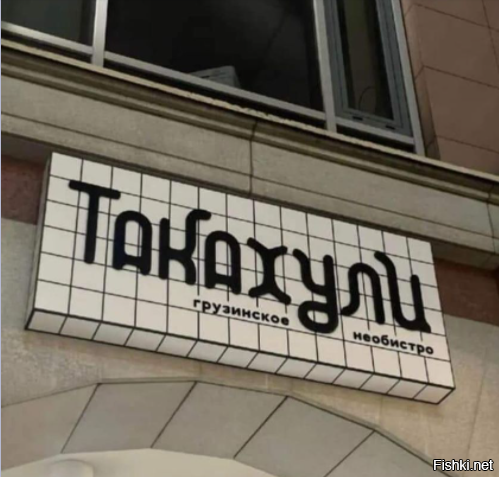 Такахули
грузинское
необистро
Fishki.net